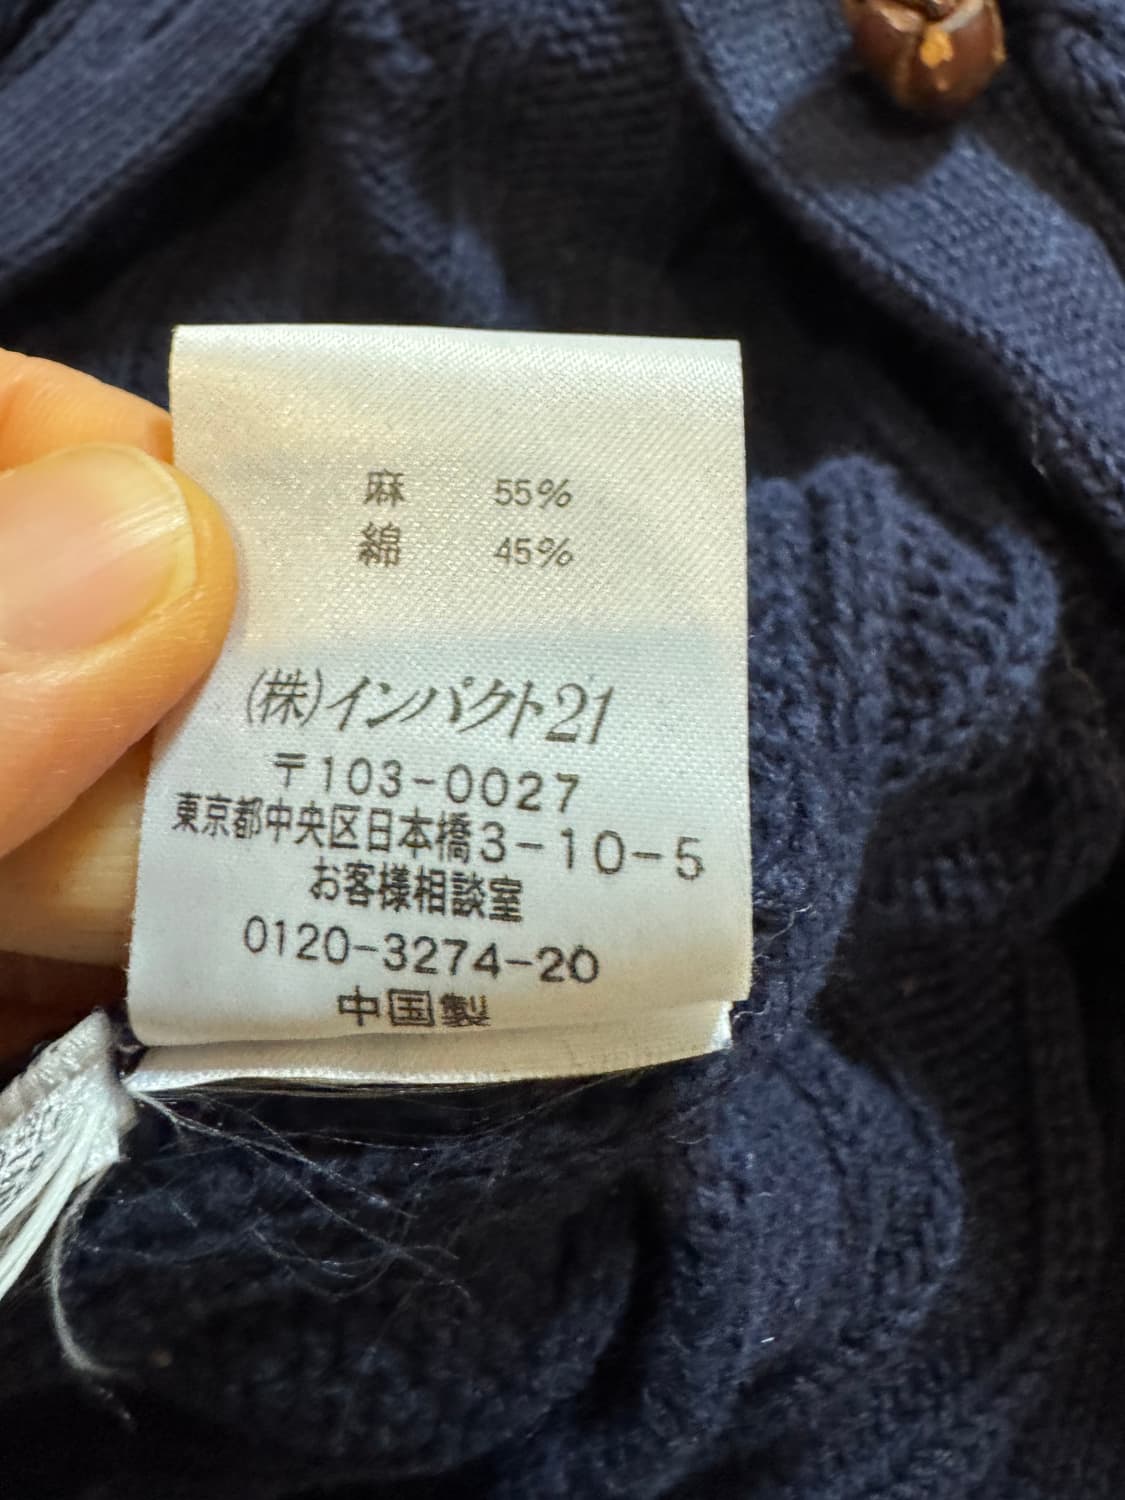 麻 55%
綿 45%
(株)インパクト21
〒103-0027
東京都中央区日本橋3-10-5
お客様相談室
0120-3274-20
中国製